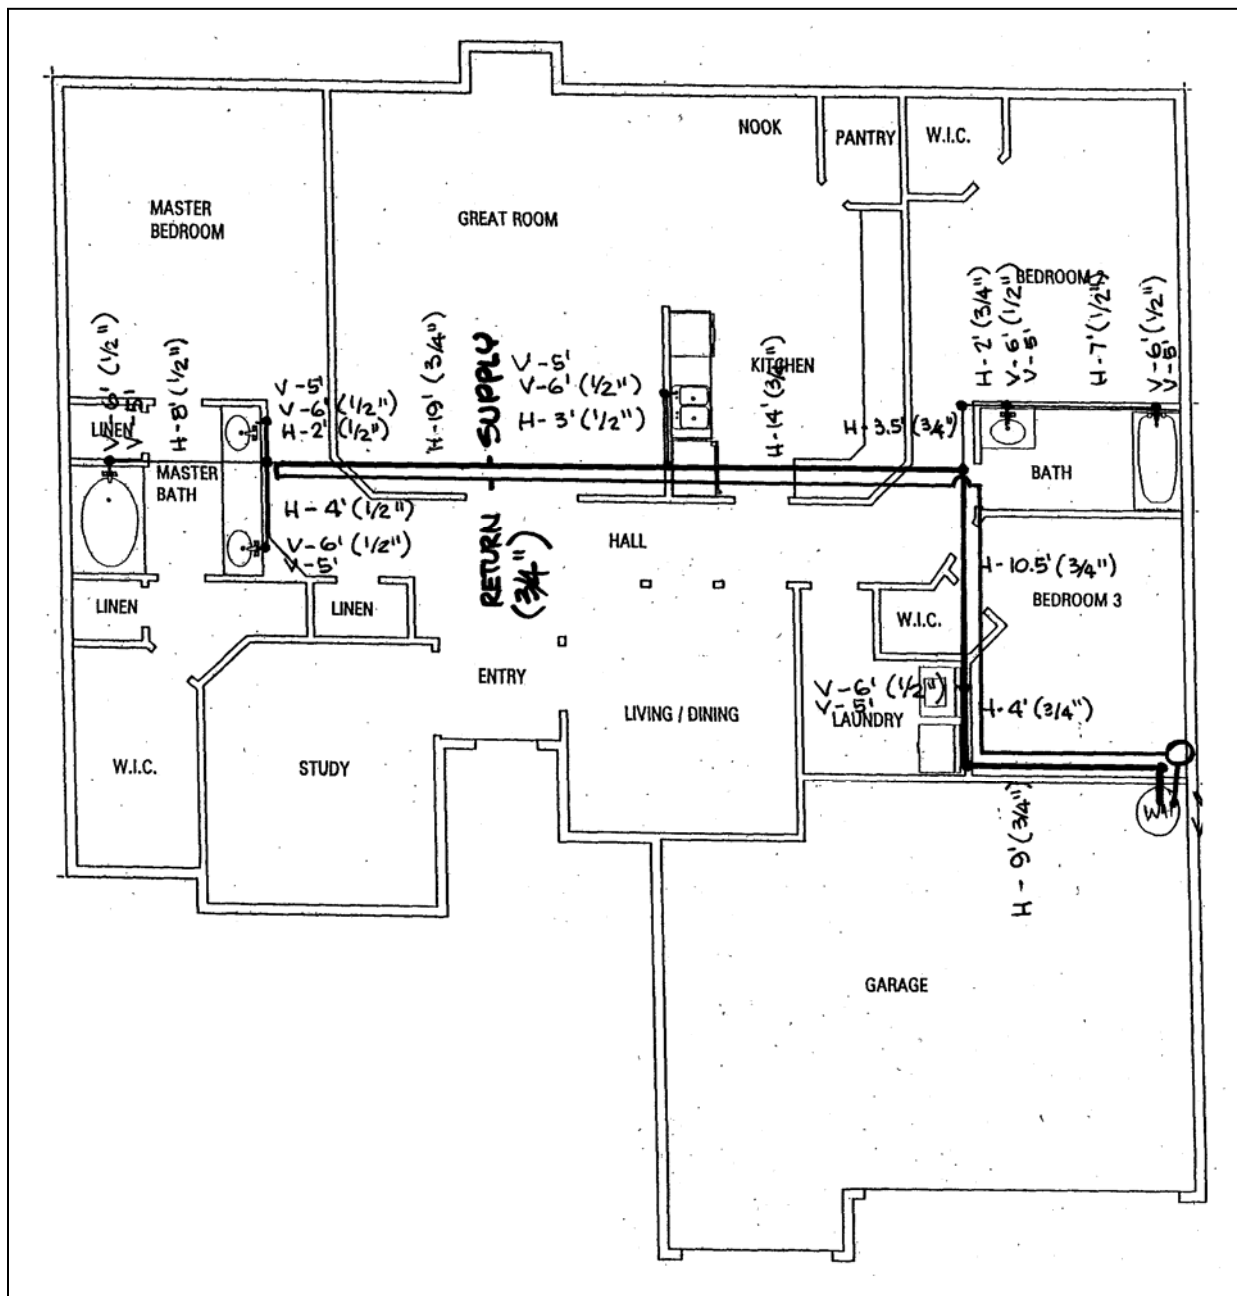 NOOK
PANTRY
W.I.C.
MASTER
BEDROOM
GREAT ROOM
BEDROOM 2
H-2' (3/4")
V-6' (1/2")
V-5'
H-7' (1/2")
V-6' (1/2")
V-5'
V-6' (1/2")
V-5'
H-8' (1/2")
LINEN
V-5'
V-6' (1/2")
H-2' (1/2")
H-19' (3/4")
SUPPLY
V-5'
V-6' (1/2")
H-3' (1/2")
KITCHEN
H-14' (3/4")
H-3.5' (3/4")
MASTER
BATH
BATH
H-4' (1/2")
V-6' (1/2")
V-5'
RETURN
(3/4")
HALL
H-10.5' (3/4")
BEDROOM 3
LINEN
LINEN
W.I.C.
ENTRY
V-6' (1/2")
V-5'
LAUNDRY
H-4' (3/4")
LIVING / DINING
W.I.C.
STUDY
H-9' (3/4")
WH
GARAGE